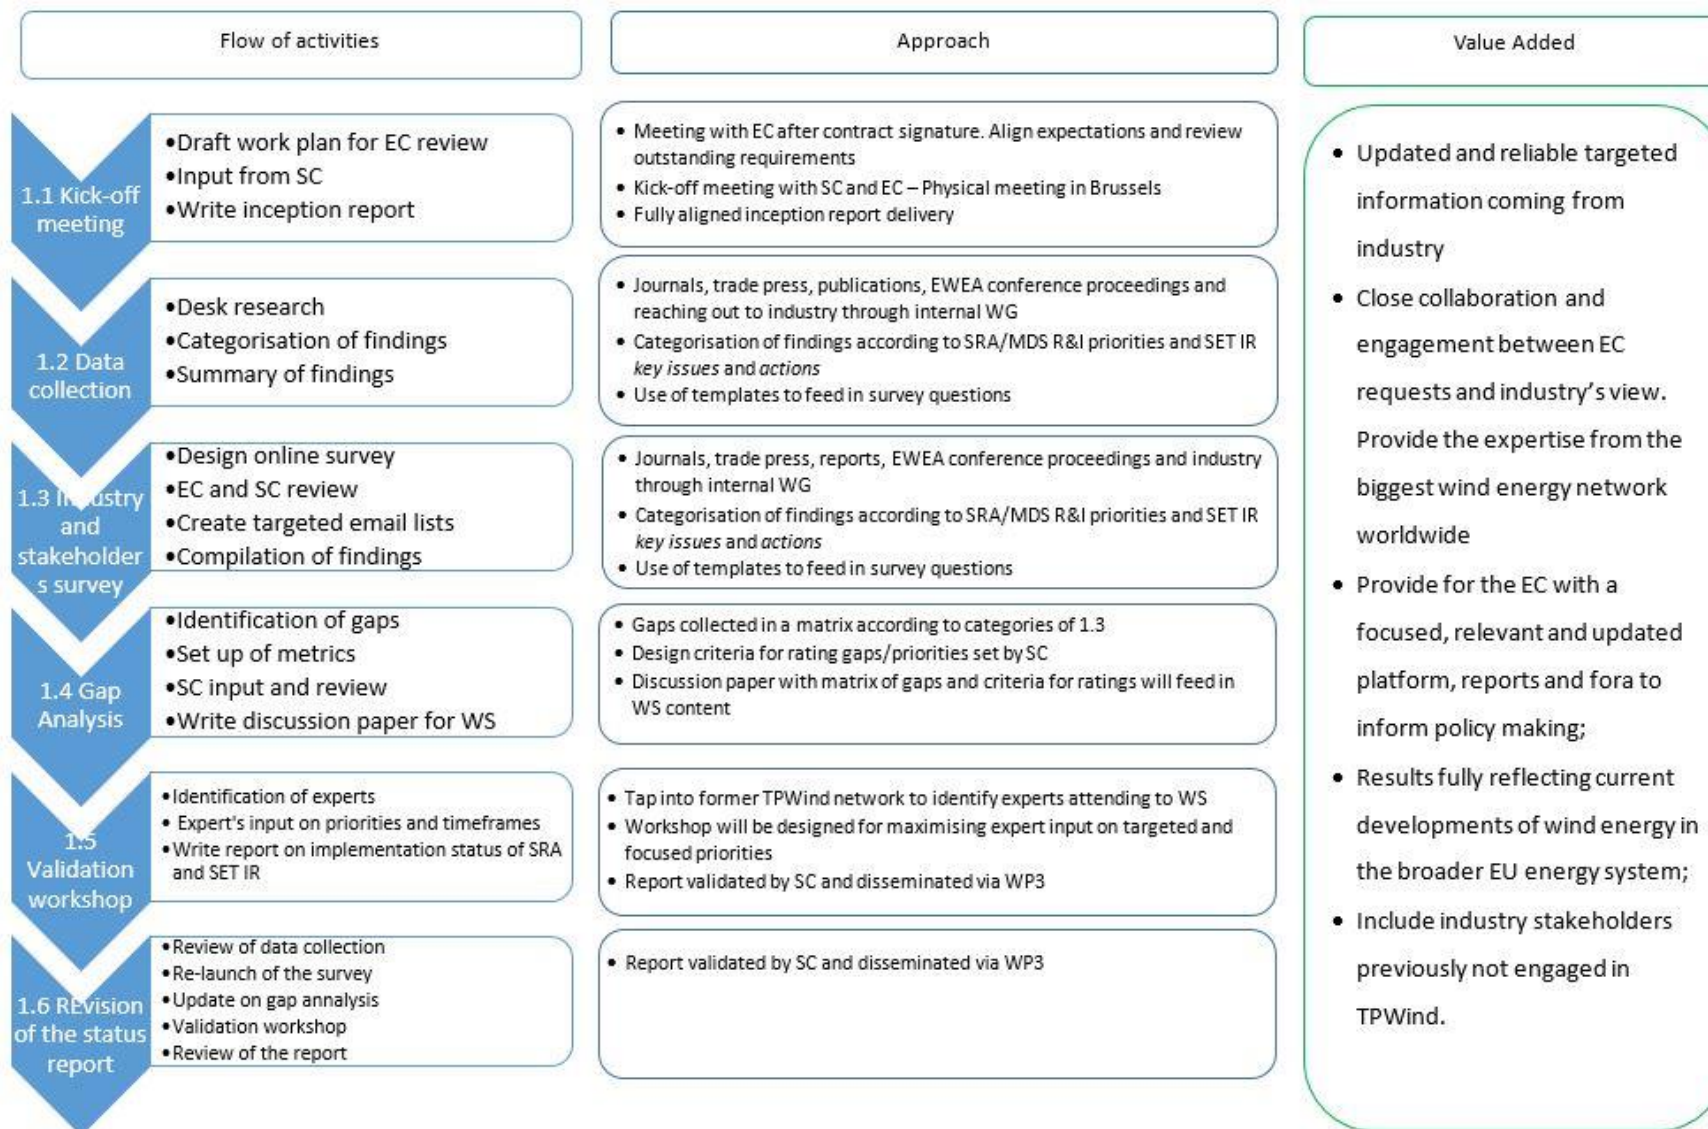 Flow of activities
Approach
Value Added
1.1 Kick-off
meeting
•Draft work plan for EC review
•Input from SC
•Write inception report
• Meeting with EC after contract signature. Align expectations and review
outstanding requirements
• Kick-off meeting with SC and EC – Physical meeting in Brussels
• Fully aligned inception report delivery
1.2 Data
collection
•Desk research
•Categorisation of findings
•Summary of findings
• Journals, trade press, publications, EWEA conference proceedings and
reaching out to industry through internal WG
• Categorisation of findings according to SRA/MDS R&I priorities and SET IR
key issues and actions
• Use of templates to feed in survey questions
1.3 Industry
and
stakeholder
s survey
•Design online survey
•EC and SC review
•Create targeted email lists
•Compilation of findings
• Journals, trade press, reports, EWEA conference proceedings and industry
through internal WG
• Categorisation of findings according to SRA/MDS R&I priorities and SET IR
key issues and actions
• Use of templates to feed in survey questions
1.4 Gap
Analysis
•Identification of gaps
•Set up of metrics
•SC input and review
•Write discussion paper for WS
• Gaps collected in a matrix according to categories of 1.3
• Design criteria for rating gaps/priorities set by SC
• Discussion paper with matrix of gaps and criteria for ratings will feed in
WS content
1.5
Validation
workshop
•Identification of experts
• Expert's input on priorities and timeframes
•Write report on implementation status of SRA
and SET IR
• Tap into former TPWind network to identify experts attending to WS
• Workshop will be designed for maximising expert input on targeted and
focused priorities
• Report validated by SC and disseminated via WP3
1.6 REvision
of the status
report
•Review of data collection
•Re-launch of the survey
•Update on gap annalysis
•Validation workshop
•Review of the report
• Report validated by SC and disseminated via WP3
• Updated and reliable targeted
information coming from
industry
• Close collaboration and
engagement between EC
requests and industry's view.
Provide the expertise from the
biggest wind energy network
worldwide
• Provide for the EC with a
focused, relevant and updated
platform, reports and fora to
inform policy making;
• Results fully reflecting current
developments of wind energy in
the broader EU energy system;
• Include industry stakeholders
previously not engaged in
TPWind.